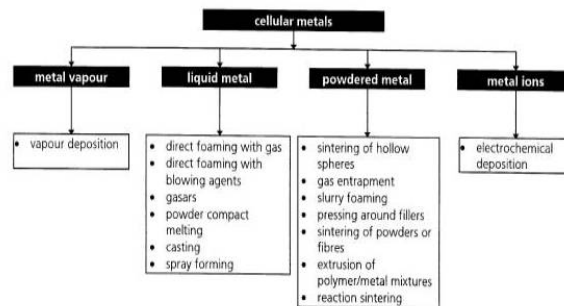 cellular metals
metal vapour
liquid metal
powdered metal
metal ions
• vapour deposition
• direct foaming with gas
• direct foaming with
blowing agents
• gasars
• powder compact
melting
• casting
• spray forming
• sintering of hollow
spheres
• gas entrapment
• slurry foaming
• pressing around fillers
• sintering of powders or
fibres
• extrusion of
polymer/metal mixtures
• reaction sintering
• electrochemical
deposition